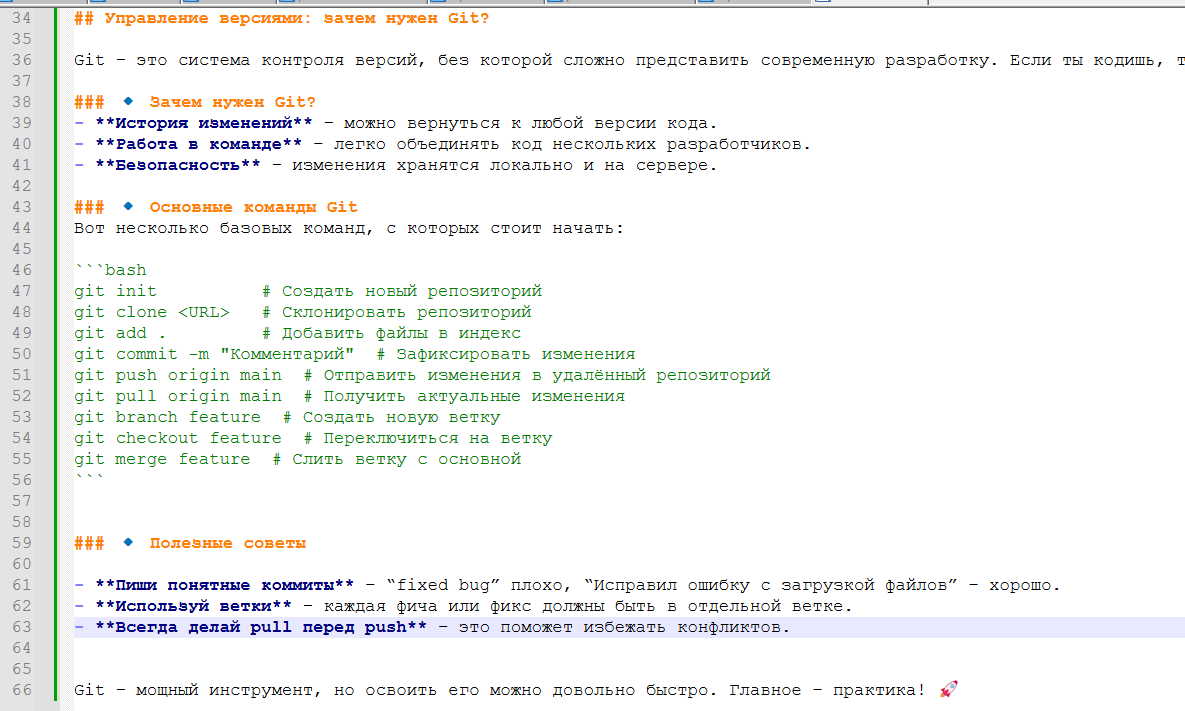 34 ## Управление версиями: зачем нужен Git?
35
36 Git – это система контроля версий, без которой сложно представить современную разработку. Если ты кодишь,
37
38 ### 🔹 Зачем нужен Git?
39 - **История изменений** – можно вернуться к любой версии кода.
40 - **Работа в команде** – легко объединять код нескольких разработчиков.
41 - **Безопасность** – изменения хранятся локально и на сервере.
42
43 ### 🔹 Основные команды Git
44 Вот несколько базовых команд, с которых стоит начать:
45
46 ```bash
47 git init          # Создать новый репозиторий
48 git clone <URL>   # Склонировать репозиторий
49 git add .         # Добавить файлы в индекс
50 git commit -m "Комментарий"  # Зафиксировать изменения
51 git push origin main  # Отправить изменения в удалённый репозиторий
52 git pull origin main  # Получить актуальные изменения
53 git branch feature  # Создать новую ветку
54 git checkout feature  # Переключиться на ветку
55 git merge feature  # Слить ветку с основной
56 ```
57
58
59 ### 🔹 Полезные советы
60
61 - **Пиши понятные коммиты** – “fixed bug” плохо, “Исправил ошибку с загрузкой файлов” – хорошо.
62 - **Используй ветки** – каждая фича или фикс должны быть в отдельной ветке.
63 - **Всегда делай pull перед push** – это поможет избежать конфликтов.
64
65
66 Git – мощный инструмент, но освоить его можно довольно быстро. Главное – практика! 🚀